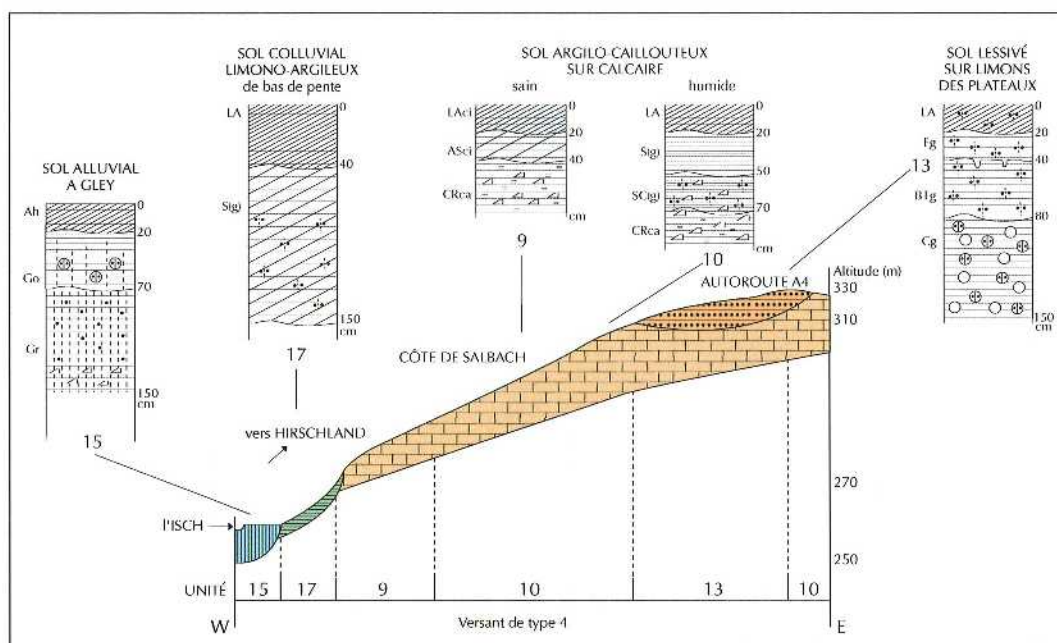 SOL COLLUVIAL
LIMONO-ARGILEUX
de bas de pente
SOL ARGILO-CAILLOUTEUX
SUR CALCAIRE
sain
humide
SOL LESSIVÉ
SUR LIMONS
DES PLATEAUX
SOL ALLUVIAL
A GLEY
Ah
Go
Gr
0
20
70
150
cm
15
LA
S(g)
0
40
150
cm
17
LAci
ASci
CRca
0
20
40
cm
9
LA
S(g)
SC(g)
CRca
0
20
50
70
cm
10
LA
Eg
BTg
Cg
0
20
40
80
150
cm
13
AUTOROUTE A4
Altitude (m)
330
310
270
250
CÔTE DE SALBACH
vers HIRSCHLAND
l'ISCH
UNITÉ
15
17
9
10
13
10
W
Versant de type 4
E